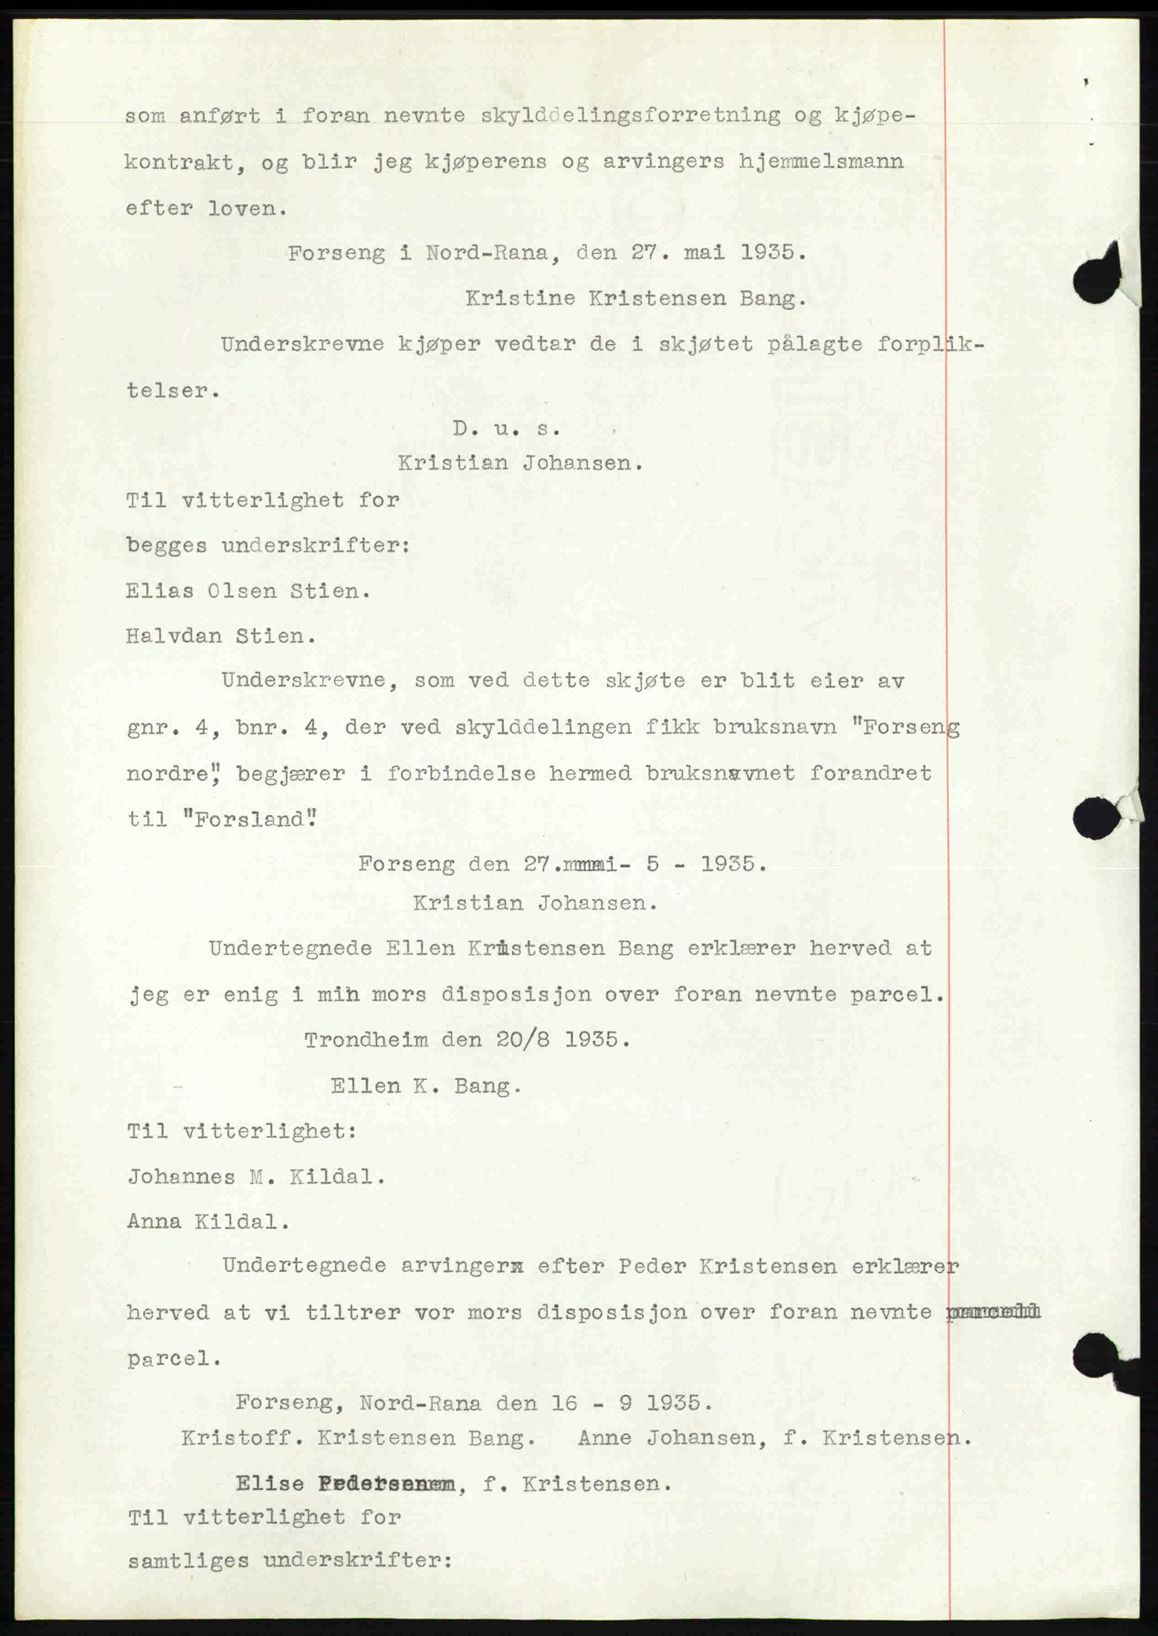 som anført i foran nevnte skylddelingsforretning og kjøpe-
kontrakt, og blir jeg kjøperens og arvingers hjemmelsmann
efter loven.
Forseng i Nord-Rana, den 27. mai 1935.
Kristine Kristensen Bang.
Underskrevne kjøper vedtar de i skjøtet pålagte forplik-
telser.
D. u. s.
Kristian Johansen.
Til vitterlighet for
begges underskrifter:
Elias Olsen Stien.
Halvdan Stien.
Underskrevne, som ved dette skjøte er blit eier av
gnr. 4, bnr. 4, der ved skylddelingen fikk bruksnavn "Forseng
nordre", begjærer i forbindelse hermed bruksnavnet forandret
til "Forsland".
Forseng den 27. - 5 - 1935.
Kristian Johansen.
Undertegnede Ellen Kristensen Bang erklærer herved at
jeg er enig i min mors disposisjon over foran nevnte parcel.
Trondheim den 20/8 1935.
Ellen K. Bang.
Til vitterlighet:
Johannes M. Kildal.
Anna Kildal.
Undertegnede arvinger efter Peder Kristensen erklærer
herved at vi tiltrer vor mors disposisjon over foran nevnte
parcel.
Forseng, Nord-Rana den 16 - 9 1935.
Kristoff. Kristensen Bang. Anne Johansen, f. Kristensen.
Elise Pedersen, f. Kristensen.
Til vitterlighet for
samtliges underskrifter: